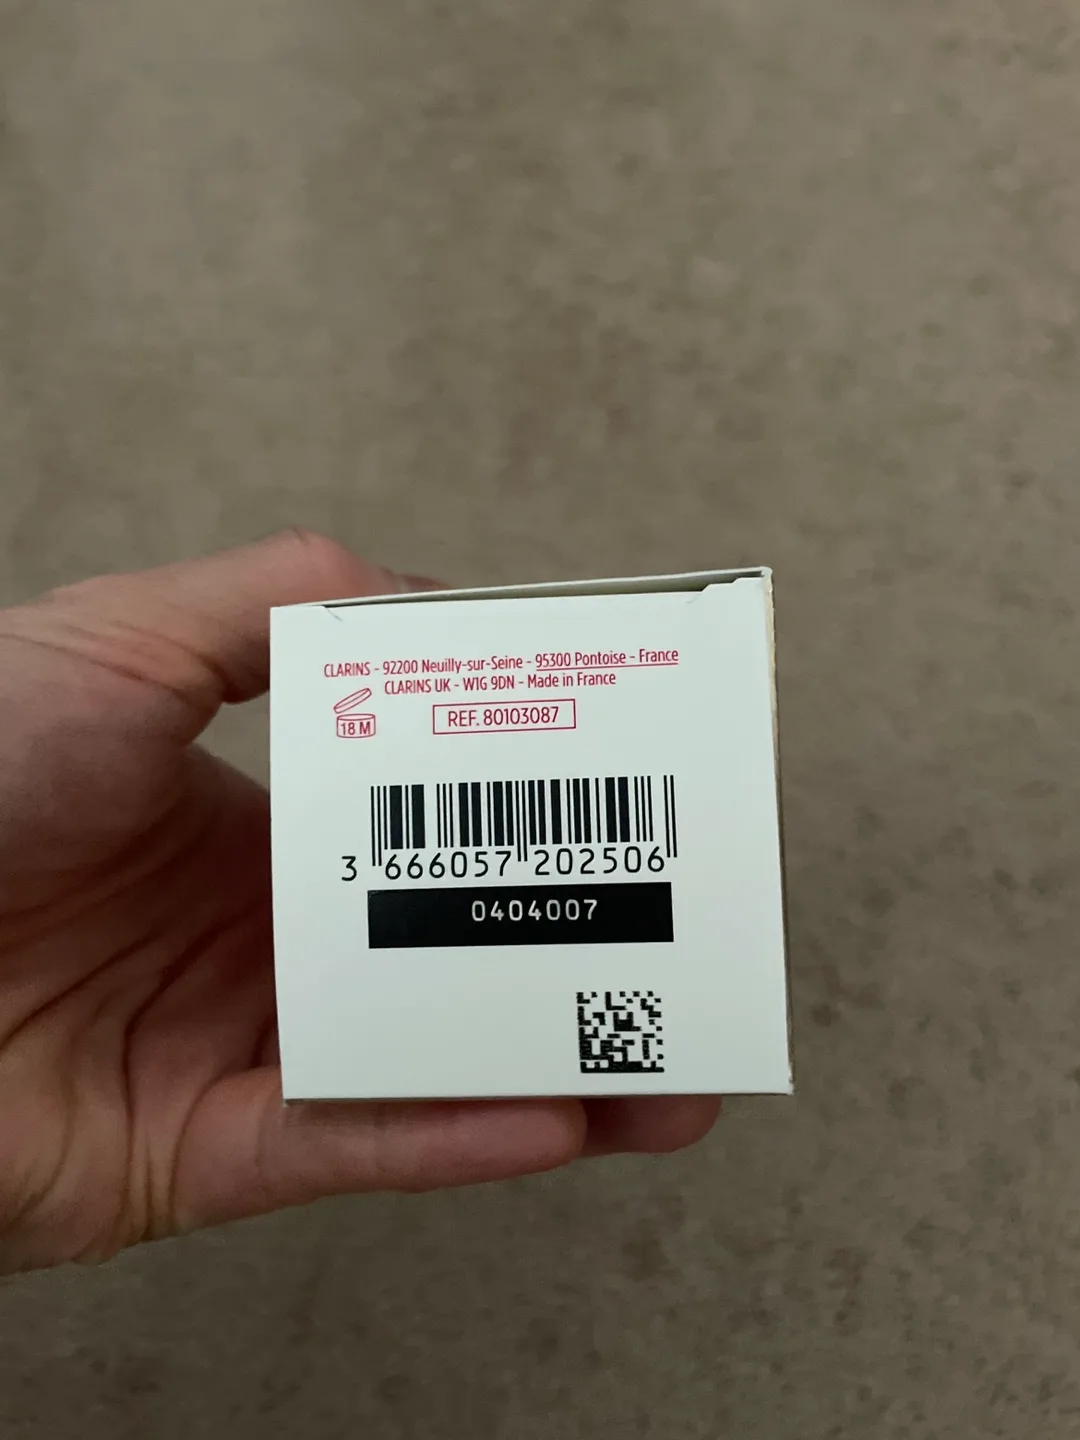 CLARINS - 92200 Neuilly-sur-Seine - 95300 Pontoise - France
CLARINS UK - W1G 9DN - Made in France
18 M
REF. 80103087
3 666057 202506
0404007